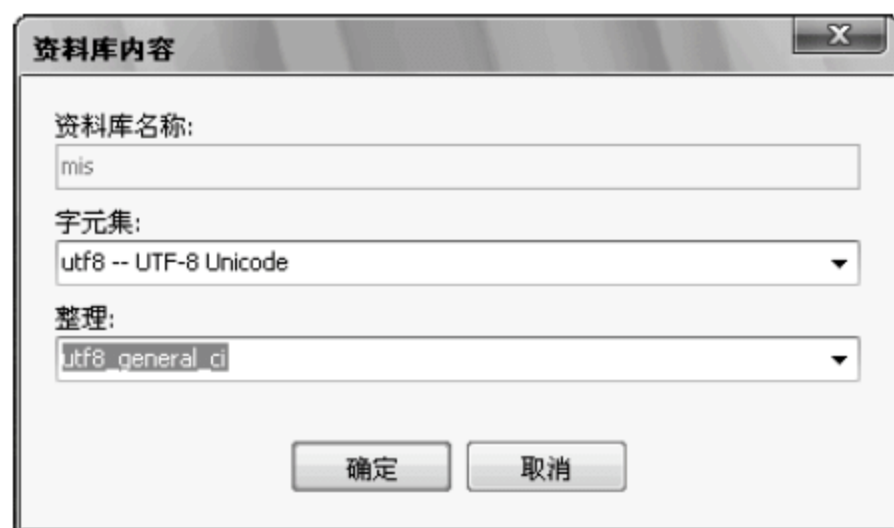 资料库内容
资料库名称:
mis
字元集:
utf8 -- UTF-8 Unicode
整理:
utf8_general_ci
确定
取消